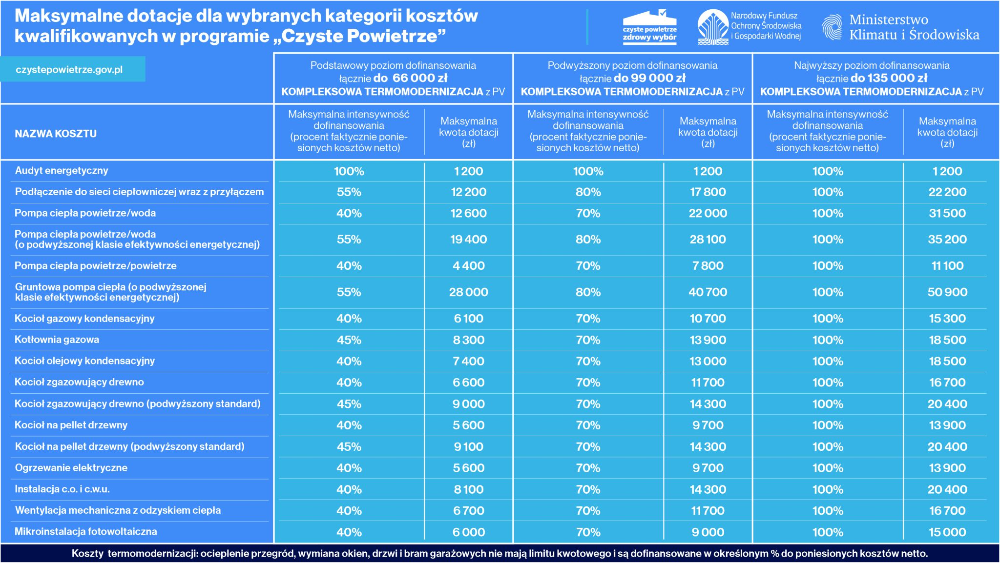 Maksymalne dotacje dla wybranych kategorii kosztów
kwalifikowanych w programie „Czyste Powietrze”
czyste powietrze
zdrowy wybór
Narodowy Fundusz
Ochrony Środowiska
i Gospodarki Wodnej
Ministerstwo
Klimatu i Środowiska
czystepowietrze.gov.pl
Podstawowy poziom dofinansowania
łącznie do 66 000 zł
KOMPLEKSOWA TERMOMODERNIZACJA z PV
Podwyższony poziom dofinansowania
łącznie do 99 000 zł
KOMPLEKSOWA TERMOMODERNIZACJA z PV
Najwyższy poziom dofinansowania
łącznie do 135 000 zł
KOMPLEKSOWA TERMOMODERNIZACJA z PV
NAZWA KOSZTU
Maksymalna intensywność
dofinansowania
(procent faktycznie ponie-
sionych kosztów netto)
Maksymalna
kwota dotacji
(zł)
Maksymalna intensywność
dofinansowania
(procent faktycznie ponie-
sionych kosztów netto)
Maksymalna
kwota dotacji
(zł)
Maksymalna intensywność
dofinansowania
(procent faktycznie ponie-
sionych kosztów netto)
Maksymalna
kwota dotacji
(zł)
Audyt energetyczny 100% 1 200 100% 1 200 100% 1 200
Podłączenie do sieci ciepłowniczej wraz z przyłączem 55% 12 200 80% 17 800 100% 22 200
Pompa ciepła powietrze/woda 40% 12 600 70% 22 000 100% 31 500
Pompa ciepła powietrze/woda
(o podwyższonej klasie efektywności energetycznej) 55% 19 400 80% 28 100 100% 35 200
Pompa ciepła powietrze/powietrze 40% 4 400 70% 7 800 100% 11 100
Gruntowa pompa ciepła (o podwyższonej
klasie efektywności energetycznej) 55% 28 000 80% 40 700 100% 50 900
Kocioł gazowy kondensacyjny 40% 6 100 70% 10 700 100% 15 300
Kotłownia gazowa 45% 8 300 70% 13 900 100% 18 500
Kocioł olejowy kondensacyjny 40% 7 400 70% 13 000 100% 18 500
Kocioł zgazowujący drewno 40% 6 600 70% 11 700 100% 16 700
Kocioł zgazowujący drewno (podwyższony standard) 45% 9 000 70% 14 300 100% 20 400
Kocioł na pellet drzewny 40% 5 600 70% 9 700 100% 13 900
Kocioł na pellet drzewny (podwyższony standard) 45% 9 100 70% 14 300 100% 20 400
Ogrzewanie elektryczne 40% 5 600 70% 9 700 100% 13 900
Instalacja c.o. i c.w.u. 40% 8 100 70% 14 300 100% 20 400
Wentylacja mechaniczna z odzyskiem ciepła 40% 6 700 70% 11 700 100% 16 700
Mikroinstalacja fotowoltaiczna 40% 6 000 70% 9 000 100% 15 000
Koszty termomodernizacji: ocieplenie przegród, wymiana okien, drzwi i bram garażowych nie mają limitu kwotowego i są dofinansowane w określonym % do poniesionych kosztów netto.